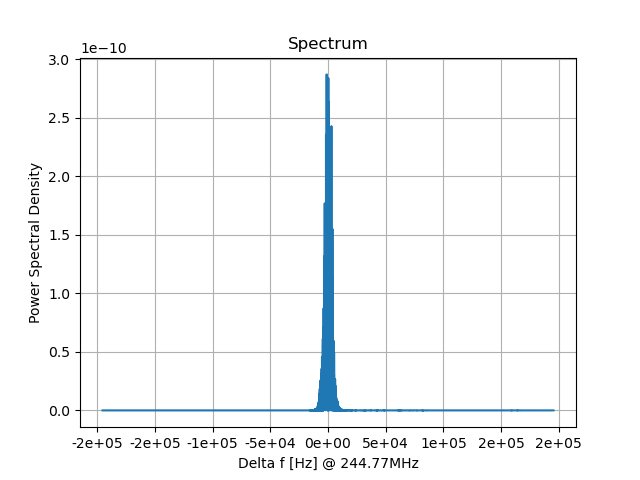 Spectrum
1e−10
3.0
2.5
2.0
1.5
1.0
0.5
0.0
Power Spectral Density
-2e+05 -2e+05 -1e+05 -5e+04 0e+00 5e+04 1e+05 2e+05 2e+05
Delta f [Hz] @ 244.77MHz